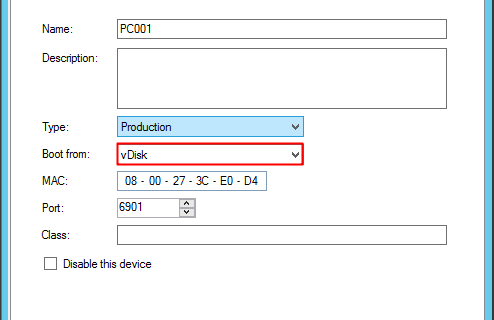 Name: PC001
Description:
Type: Production
Boot from: vDisk
MAC: 08 - 00 - 27 - 3C - E0 - D4
Port: 6901
Class:
Disable this device